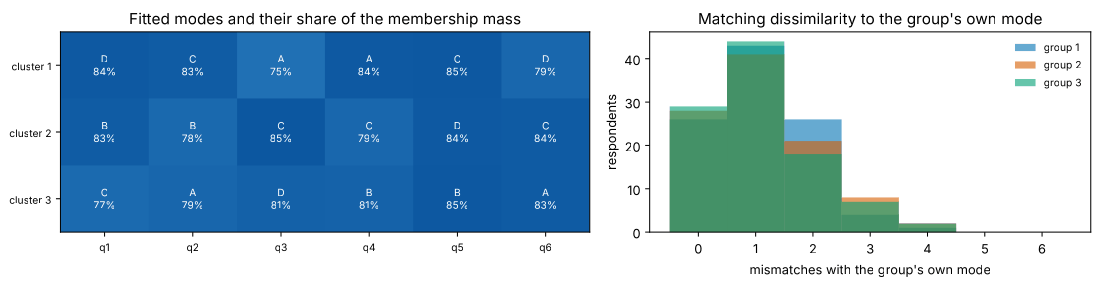 Fitted modes and their share of the membership mass
cluster 1
D
84%
C
83%
A
75%
A
84%
C
85%
D
79%
cluster 2
B
83%
B
78%
C
85%
C
79%
D
84%
C
84%
cluster 3
C
77%
A
79%
D
81%
B
81%
B
85%
A
83%
q1 q2 q3 q4 q5 q6
Matching dissimilarity to the group's own mode
group 1
group 2
group 3
respondents
40
30
20
10
0
0 1 2 3 4 5 6
mismatches with the group's own mode